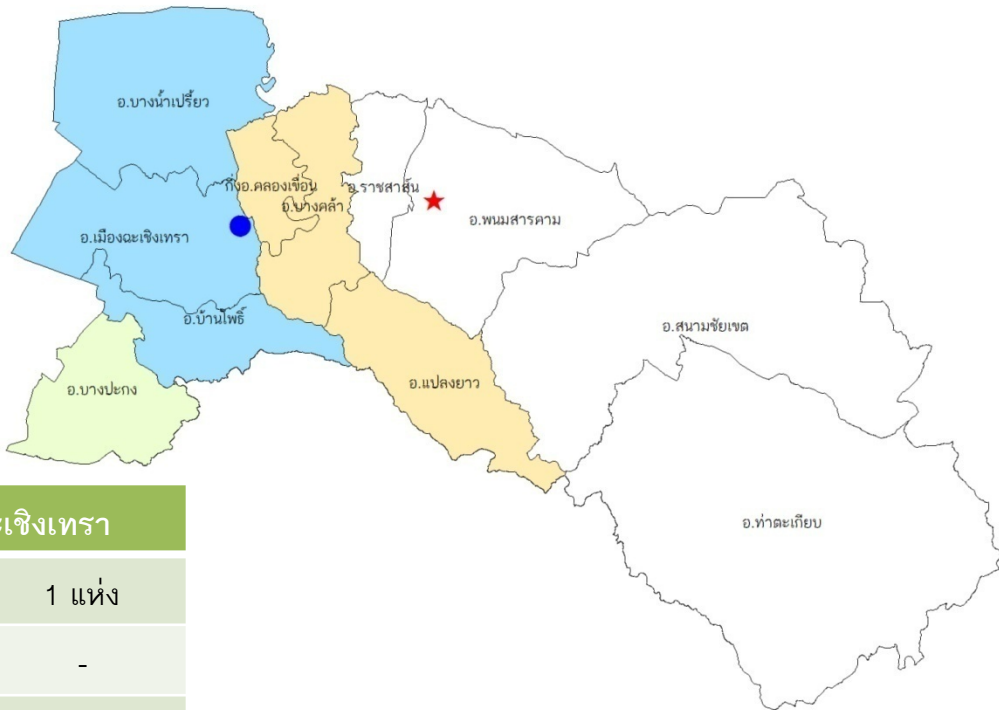 อ.บางน้ำเปรี้ยว
กิ่งอ.คลองเขื่อน
อ.ราชสาส์น
อ.บางคล้า
อ.พนมสารคาม
อ.เมืองฉะเชิงเทรา
อ.บ้านโพธิ์
อ.สนามชัยเขต
อ.บางปะกง
อ.แปลงยาว
อ.ท่าตะเกียบ
ะเชิงเทรา
1 แห่ง
-